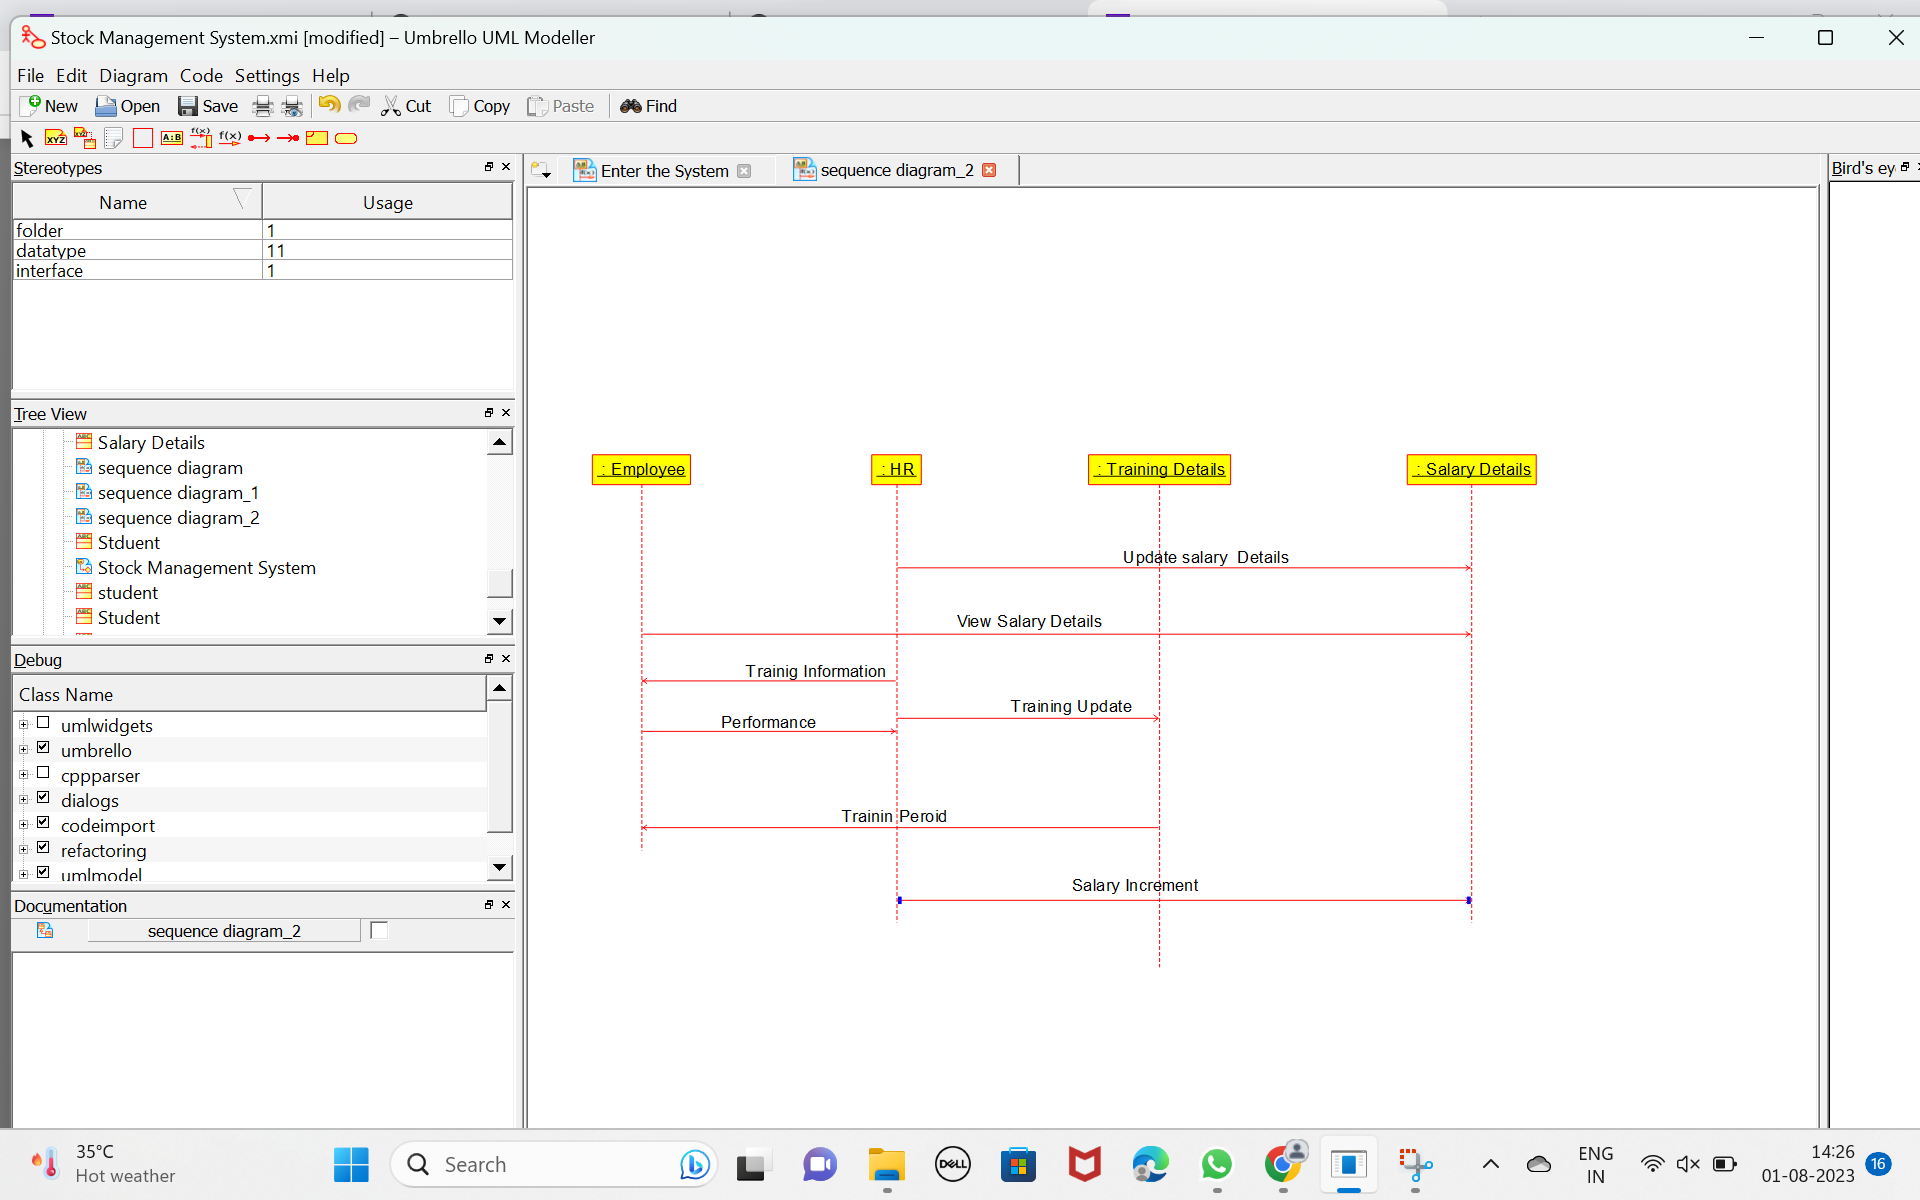 Stock Management System.xmi [modified] – Umbrello UML Modeller
File Edit Diagram Code Settings Help
New Open Save Cut Copy Paste Find
XYZ XYZ A:B f(x) f(x)
Stereotypes
Name Usage
folder 1
datatype 11
interface 1
Tree View
Salary Details
sequence diagram
sequence diagram_1
sequence diagram_2
Stduent
Stock Management System
student
Student
Debug
Class Name
umlwidgets
umbrello
cppparser
dialogs
codeimport
refactoring
umlmodel
Documentation
sequence diagram_2
Enter the System sequence diagram_2
Bird's ey
: Employee : HR : Training Details : Salary Details
Update salary Details
View Salary Details
Trainig Information
Training Update
Performance
Trainin Peroid
Salary Increment
35°C
Hot weather
Search
DELL
ENG
IN
14:26
01-08-2023
16